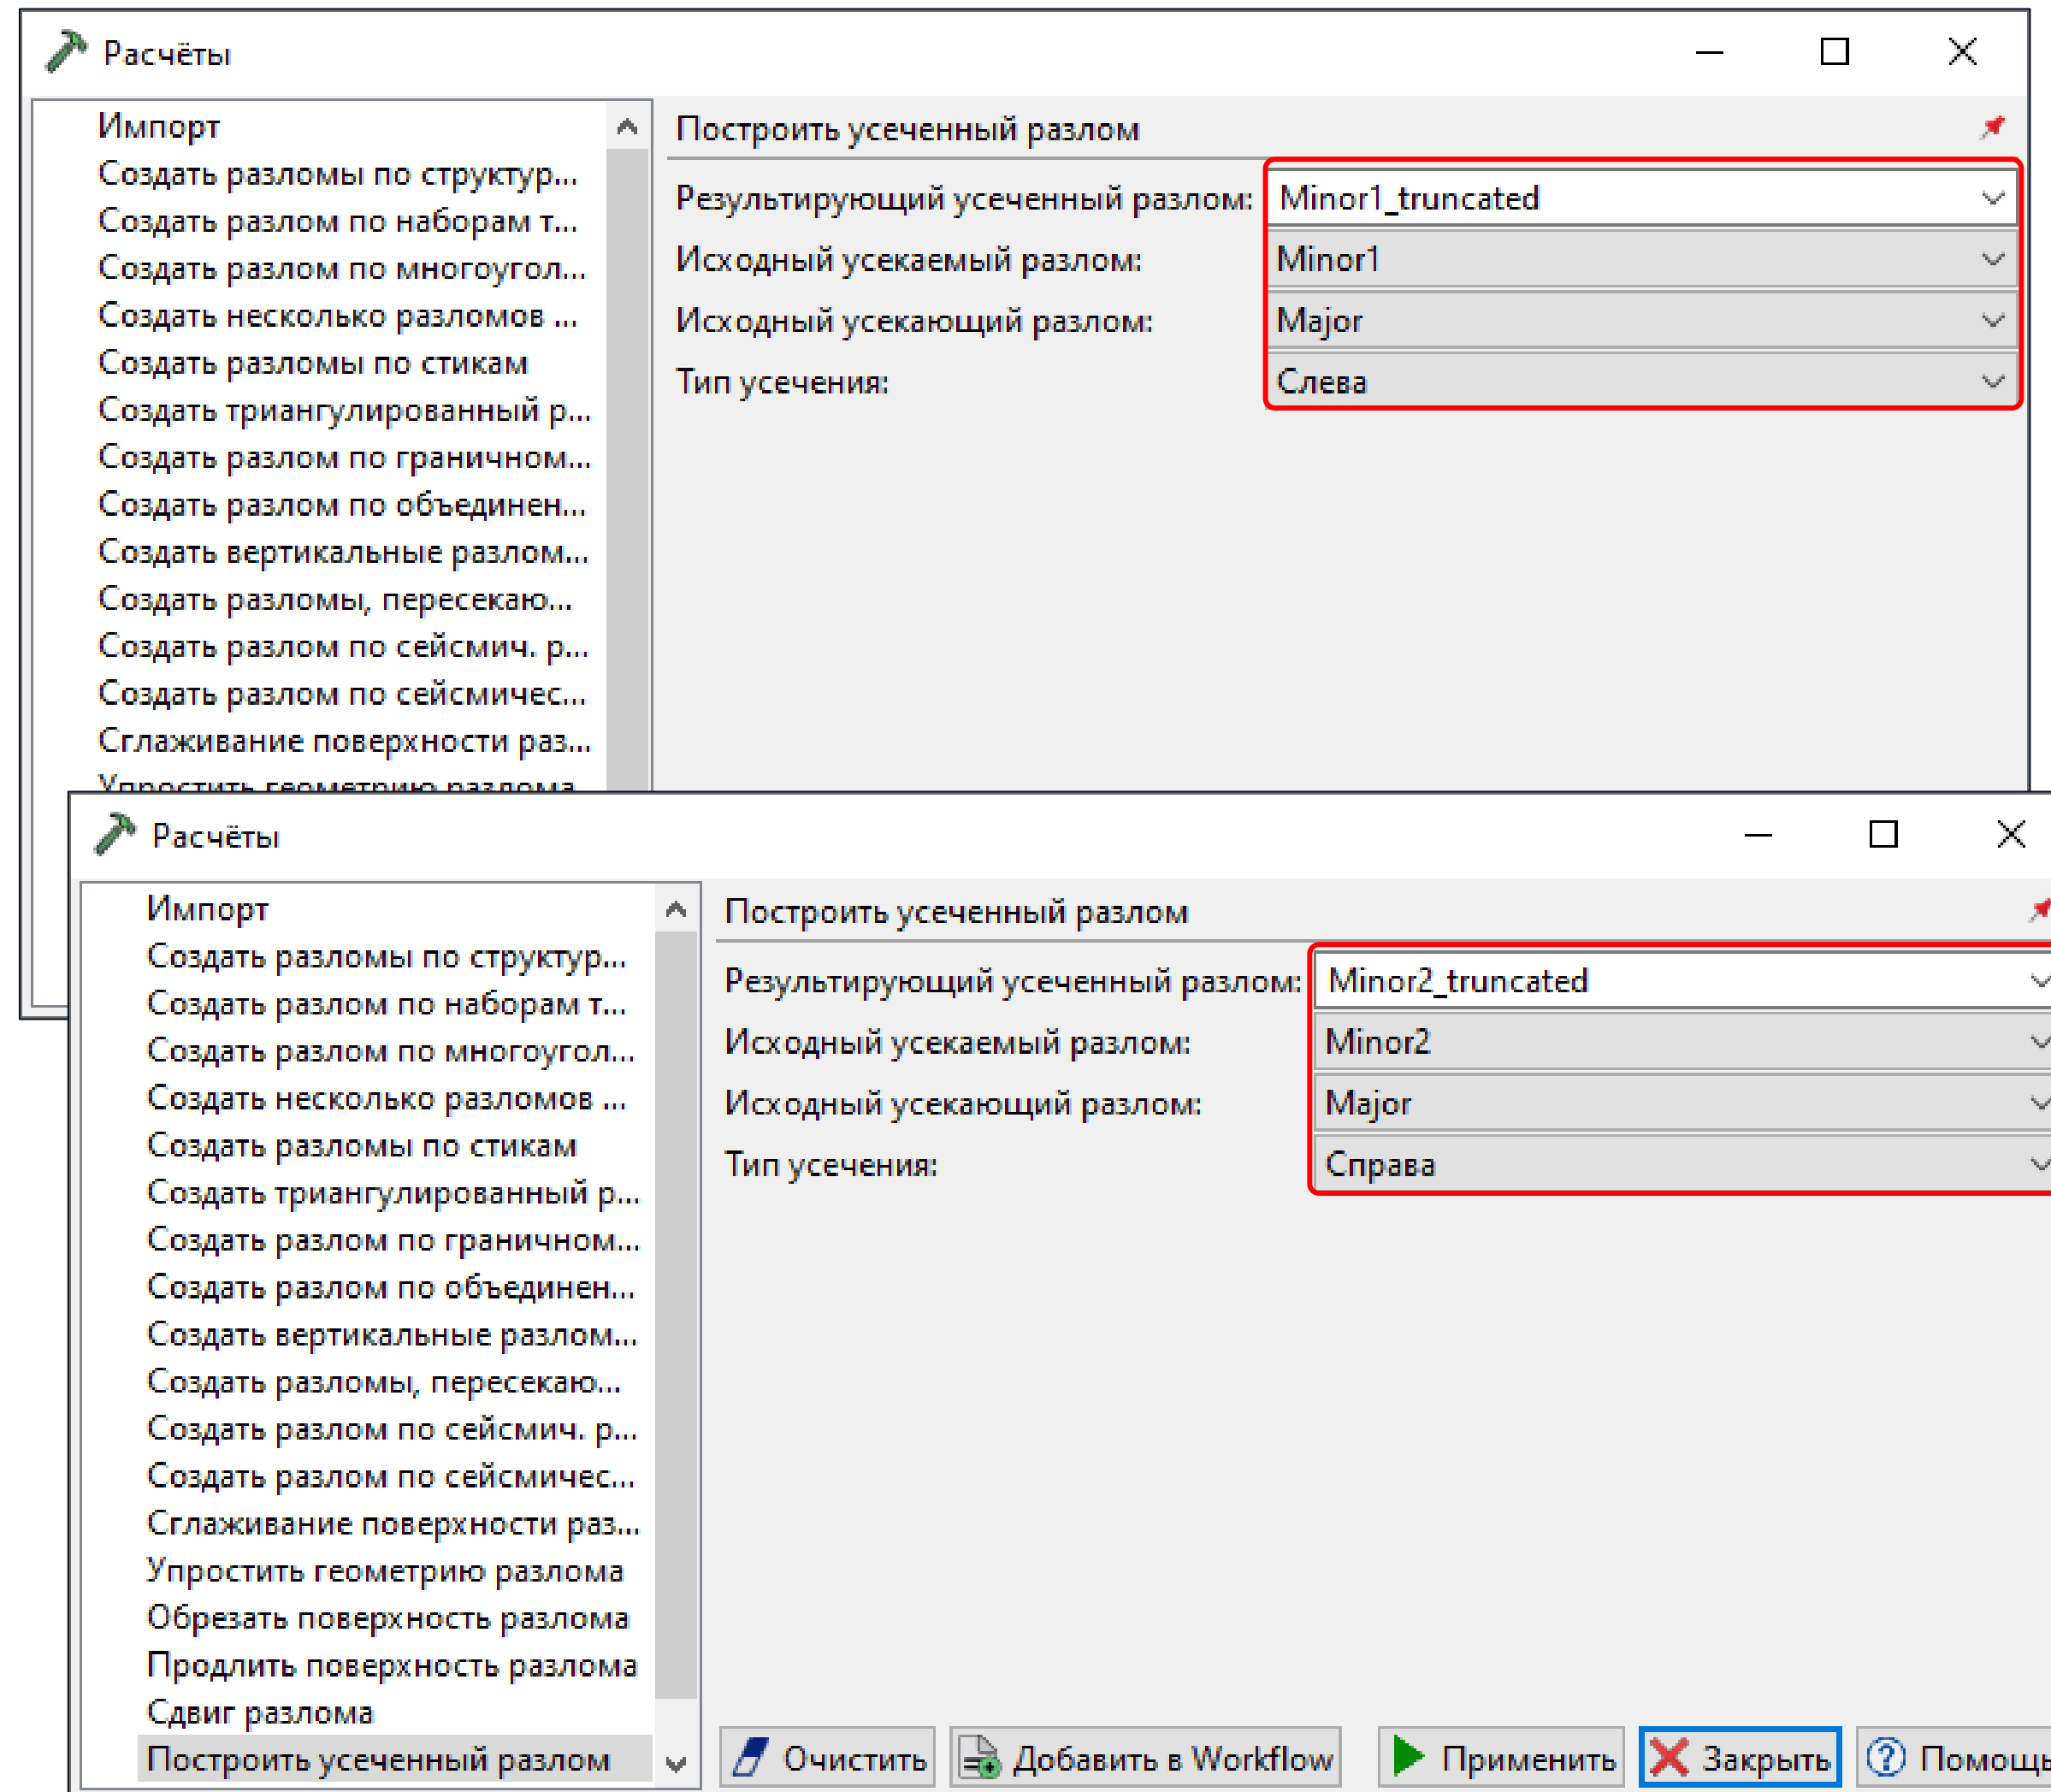 Расчёты
Импорт
Создать разломы по структур...
Создать разлом по наборам т...
Создать разлом по многоугол...
Создать несколько разломов ...
Создать разломы по стикам
Создать триангулированный р...
Создать разлом по граничном...
Создать разлом по объединен...
Создать вертикальные разлом...
Создать разломы, пересекаю...
Создать разлом по сейсмич. р...
Создать разлом по сейсмичес...
Сглаживание поверхности раз...
Упростить геометрию разлома
Построить усеченный разлом
Результирующий усеченный разлом: Minor1_truncated
Исходный усекаемый разлом: Minor1
Исходный усекающий разлом: Major
Тип усечения: Слева
Расчёты
Импорт
Создать разломы по структур...
Создать разлом по наборам т...
Создать разлом по многоугол...
Создать несколько разломов ...
Создать разломы по стикам
Создать триангулированный р...
Создать разлом по граничном...
Создать разлом по объединен...
Создать вертикальные разлом...
Создать разломы, пересекаю...
Создать разлом по сейсмич. р...
Создать разлом по сейсмичес...
Сглаживание поверхности раз...
Упростить геометрию разлома
Обрезать поверхность разлома
Продлить поверхность разлома
Сдвиг разлома
Построить усеченный разлом
Построить усеченный разлом
Результирующий усеченный разлом: Minor2_truncated
Исходный усекаемый разлом: Minor2
Исходный усекающий разлом: Major
Тип усечения: Справа
Очистить Добавить в Workflow Применить Закрыть Помощь